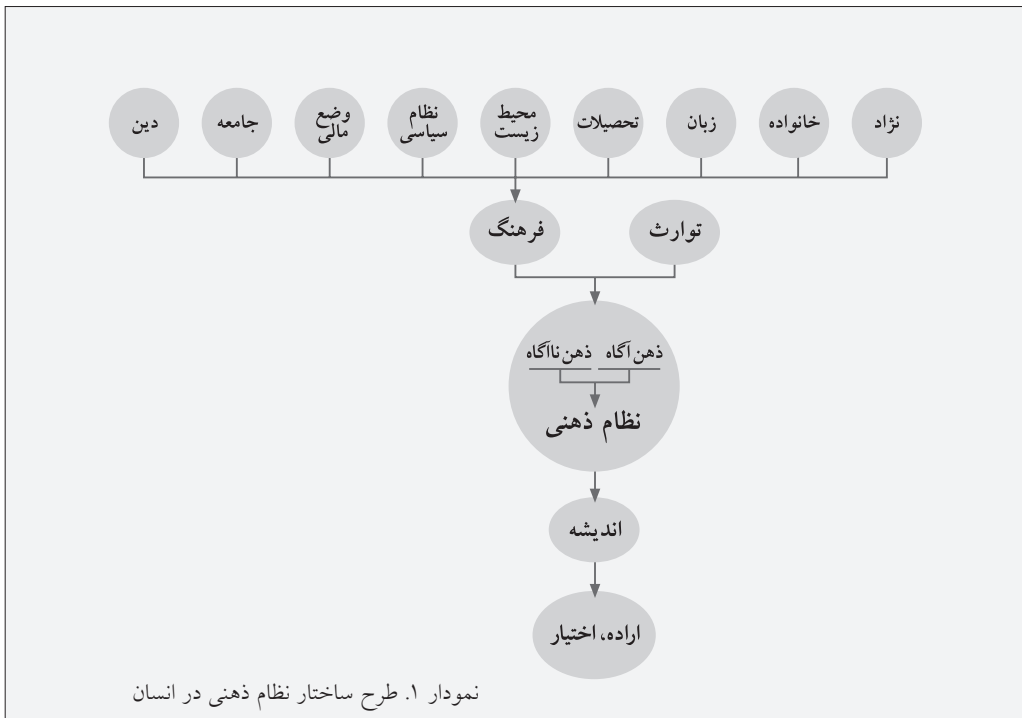 نژاد
خانواده
زبان
تحصیلات
محیط
زیست
نظام
سیاسی
وضع
مالی
جامعه
دین
توارث
فرهنگ
ذهن آگاه
ذهن ناآگاه
نظام ذهنی
اندیشه
اراده، اختیار
نمودار ۱. طرح ساختار نظام ذهنی در انسان